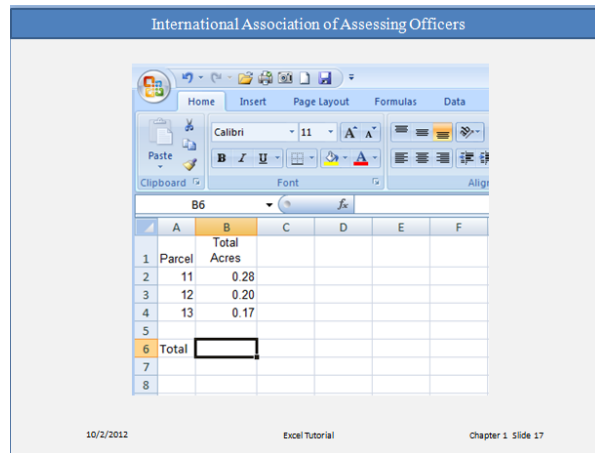 International Association of Assessing Officers
Home Insert Page Layout Formulas Data
Paste
Calibri 11 A A
B I U A
Clipboard Font
B6 fx
A B C D E F
1 Parcel Total Acres
2 11 0.28
3 12 0.20
4 13 0.17
5
6 Total
7
8
10/2/2012 Excel Tutorial Chapter 1 Slide 17